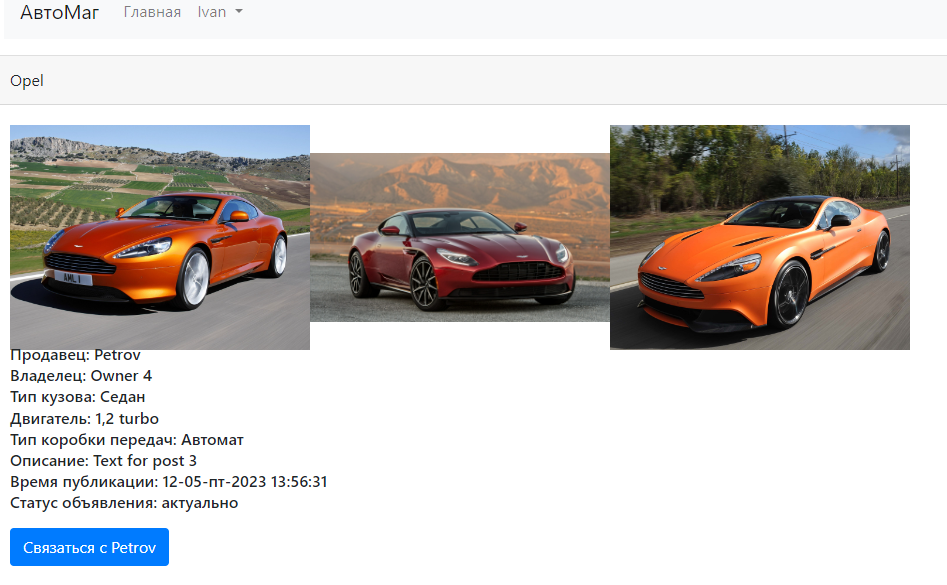 АвтоМаг Главная Ivan
Opel
AML 1
Продавец: Petrov
Владелец: Owner 4
Тип кузова: Седан
Двигатель: 1,2 turbo
Тип коробки передач: Автомат
Описание: Text for post 3
Время публикации: 12-05-пт-2023 13:56:31
Статус объявления: актуально
Связаться с Petrov